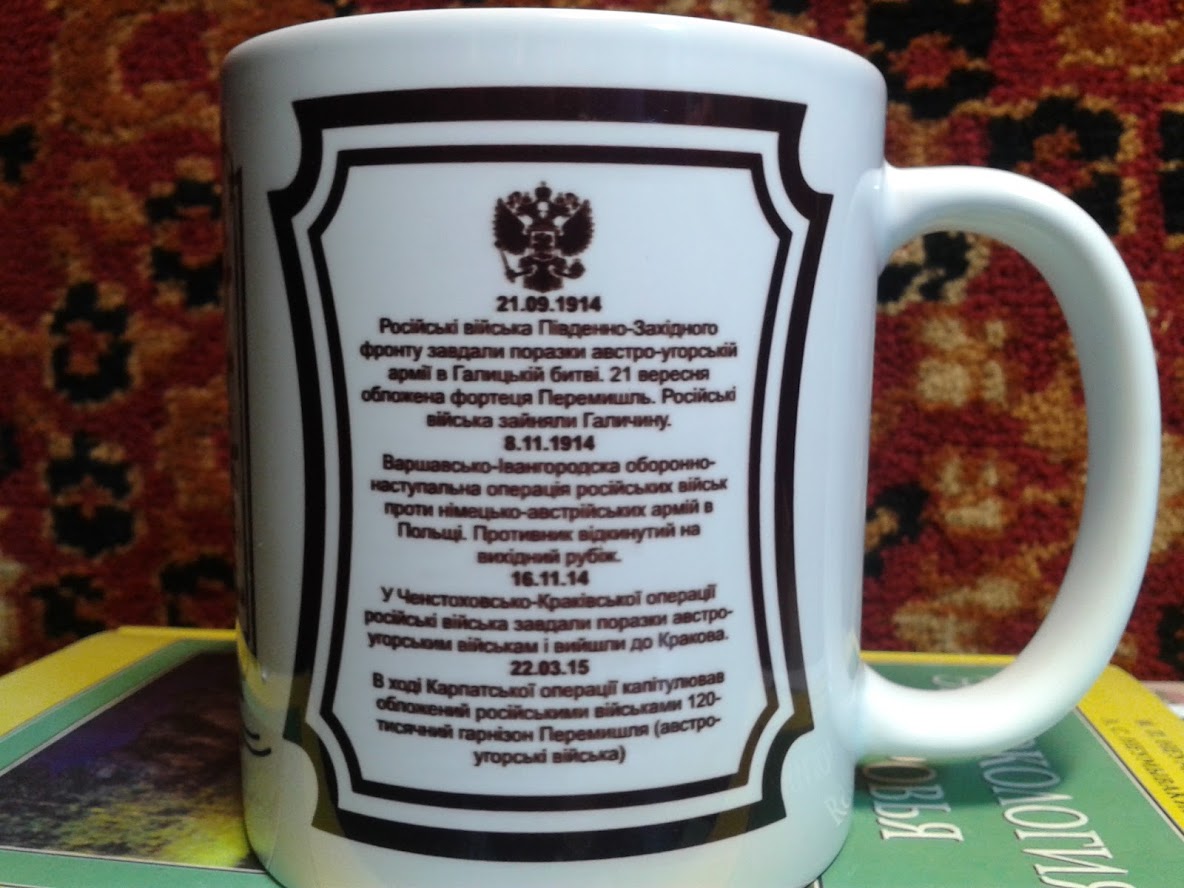 21.09.1914
Російські війська Південно-Західного
фронту завдали поразки австро-угорській
армії в Галицькій битві. 21 вересня
обложена фортеця Перемишль. Російські
війська зайняли Галичину.
8.11.1914
Варшавсько-Івангородска оборонно-
наступальна операція російських військ
проти німецько-австрійських армій в
Польщі. Противник відкинутий на
вихідний рубіж.
16.11.14
У Ченстоховсько-Краківської операції
російські війська завдали поразки австро-
угорським військам і вийшли до Кракова.
22.03.15
В ході Карпатської операції капітулював
обложений російськими військами 120-
тисячний гарнізон Перемишля (австро-
угорські війська)